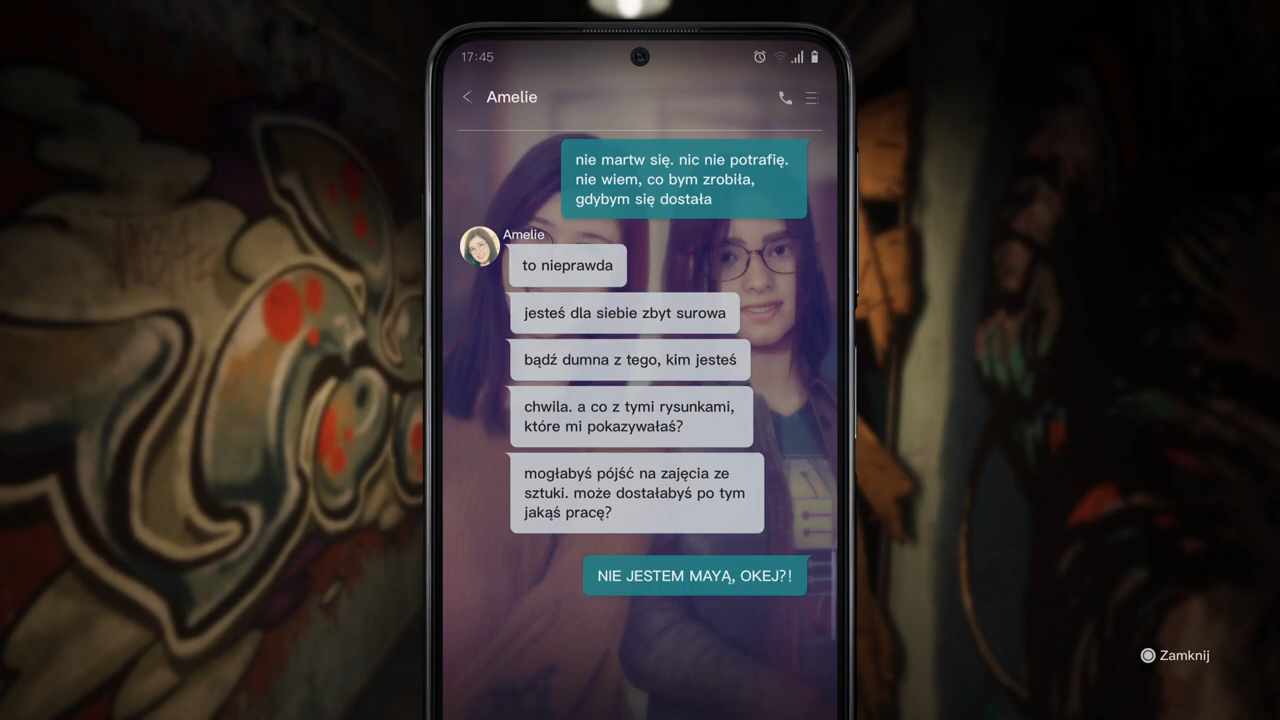 17:45
Amelie
nie martw się. nic nie potrafię.
nie wiem, co bym zrobiła,
gdybym się dostała
Amelie
to nieprawda
jesteś dla siebie zbyt surowa
bądź dumna z tego, kim jesteś
chwila. a co z tymi rysunkami,
które mi pokazywałaś?
mogłabyś pójść na zajęcia ze
sztuki. może dostałabyś po tym
jakąś pracę?
NIE JESTEM MAYĄ, OKEJ?!
Zamknij